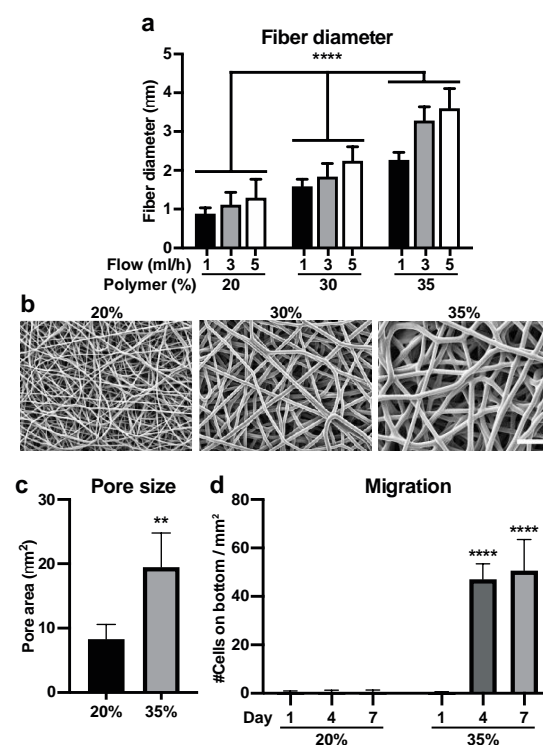 a
Fiber diameter
****
Fiber diameter (mm)
5
4
3
2
1
0
Flow (ml/h) 1 3 5 1 3 5 1 3 5
Polymer (%) 20 30 35
b
20% 30% 35%
c Pore size
Pore area (mm²)
30
20
10
0
**
20% 35%
d Migration
#Cells on bottom / mm²
80
60
40
20
0
**** ****
Day 1 4 7 1 4 7
20% 35%